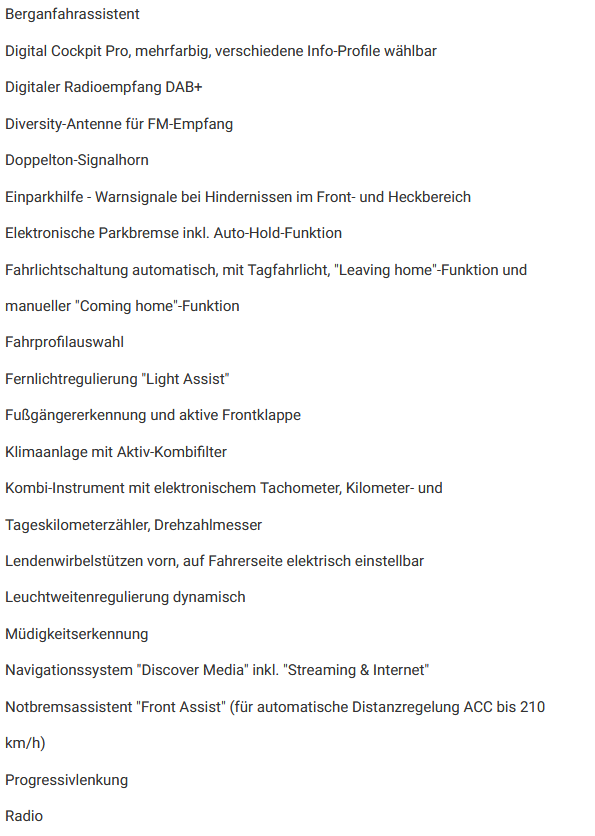 Berganfahrassistent
Digital Cockpit Pro, mehrfarbig, verschiedene Info-Profile wählbar
Digitaler Radioempfang DAB+
Diversity-Antenne für FM-Empfang
Doppelton-Signalhorn
Einparkhilfe - Warnsignale bei Hindernissen im Front- und Heckbereich
Elektronische Parkbremse inkl. Auto-Hold-Funktion
Fahrlichtschaltung automatisch, mit Tagfahrlicht, "Leaving home"-Funktion und
manueller "Coming home"-Funktion
Fahrprofilauswahl
Fernlichtregulierung "Light Assist"
Fußgängererkennung und aktive Frontklappe
Klimaanlage mit Aktiv-Kombifilter
Kombi-Instrument mit elektronischem Tachometer, Kilometer- und
Tageskilometerzähler, Drehzahlmesser
Lendenwirbelstützen vorn, auf Fahrerseite elektrisch einstellbar
Leuchtweitenregulierung dynamisch
Müdigkeitserkennung
Navigationssystem "Discover Media" inkl. "Streaming & Internet"
Notbremsassistent "Front Assist" (für automatische Distanzregelung ACC bis 210
km/h)
Progressivlenkung
Radio